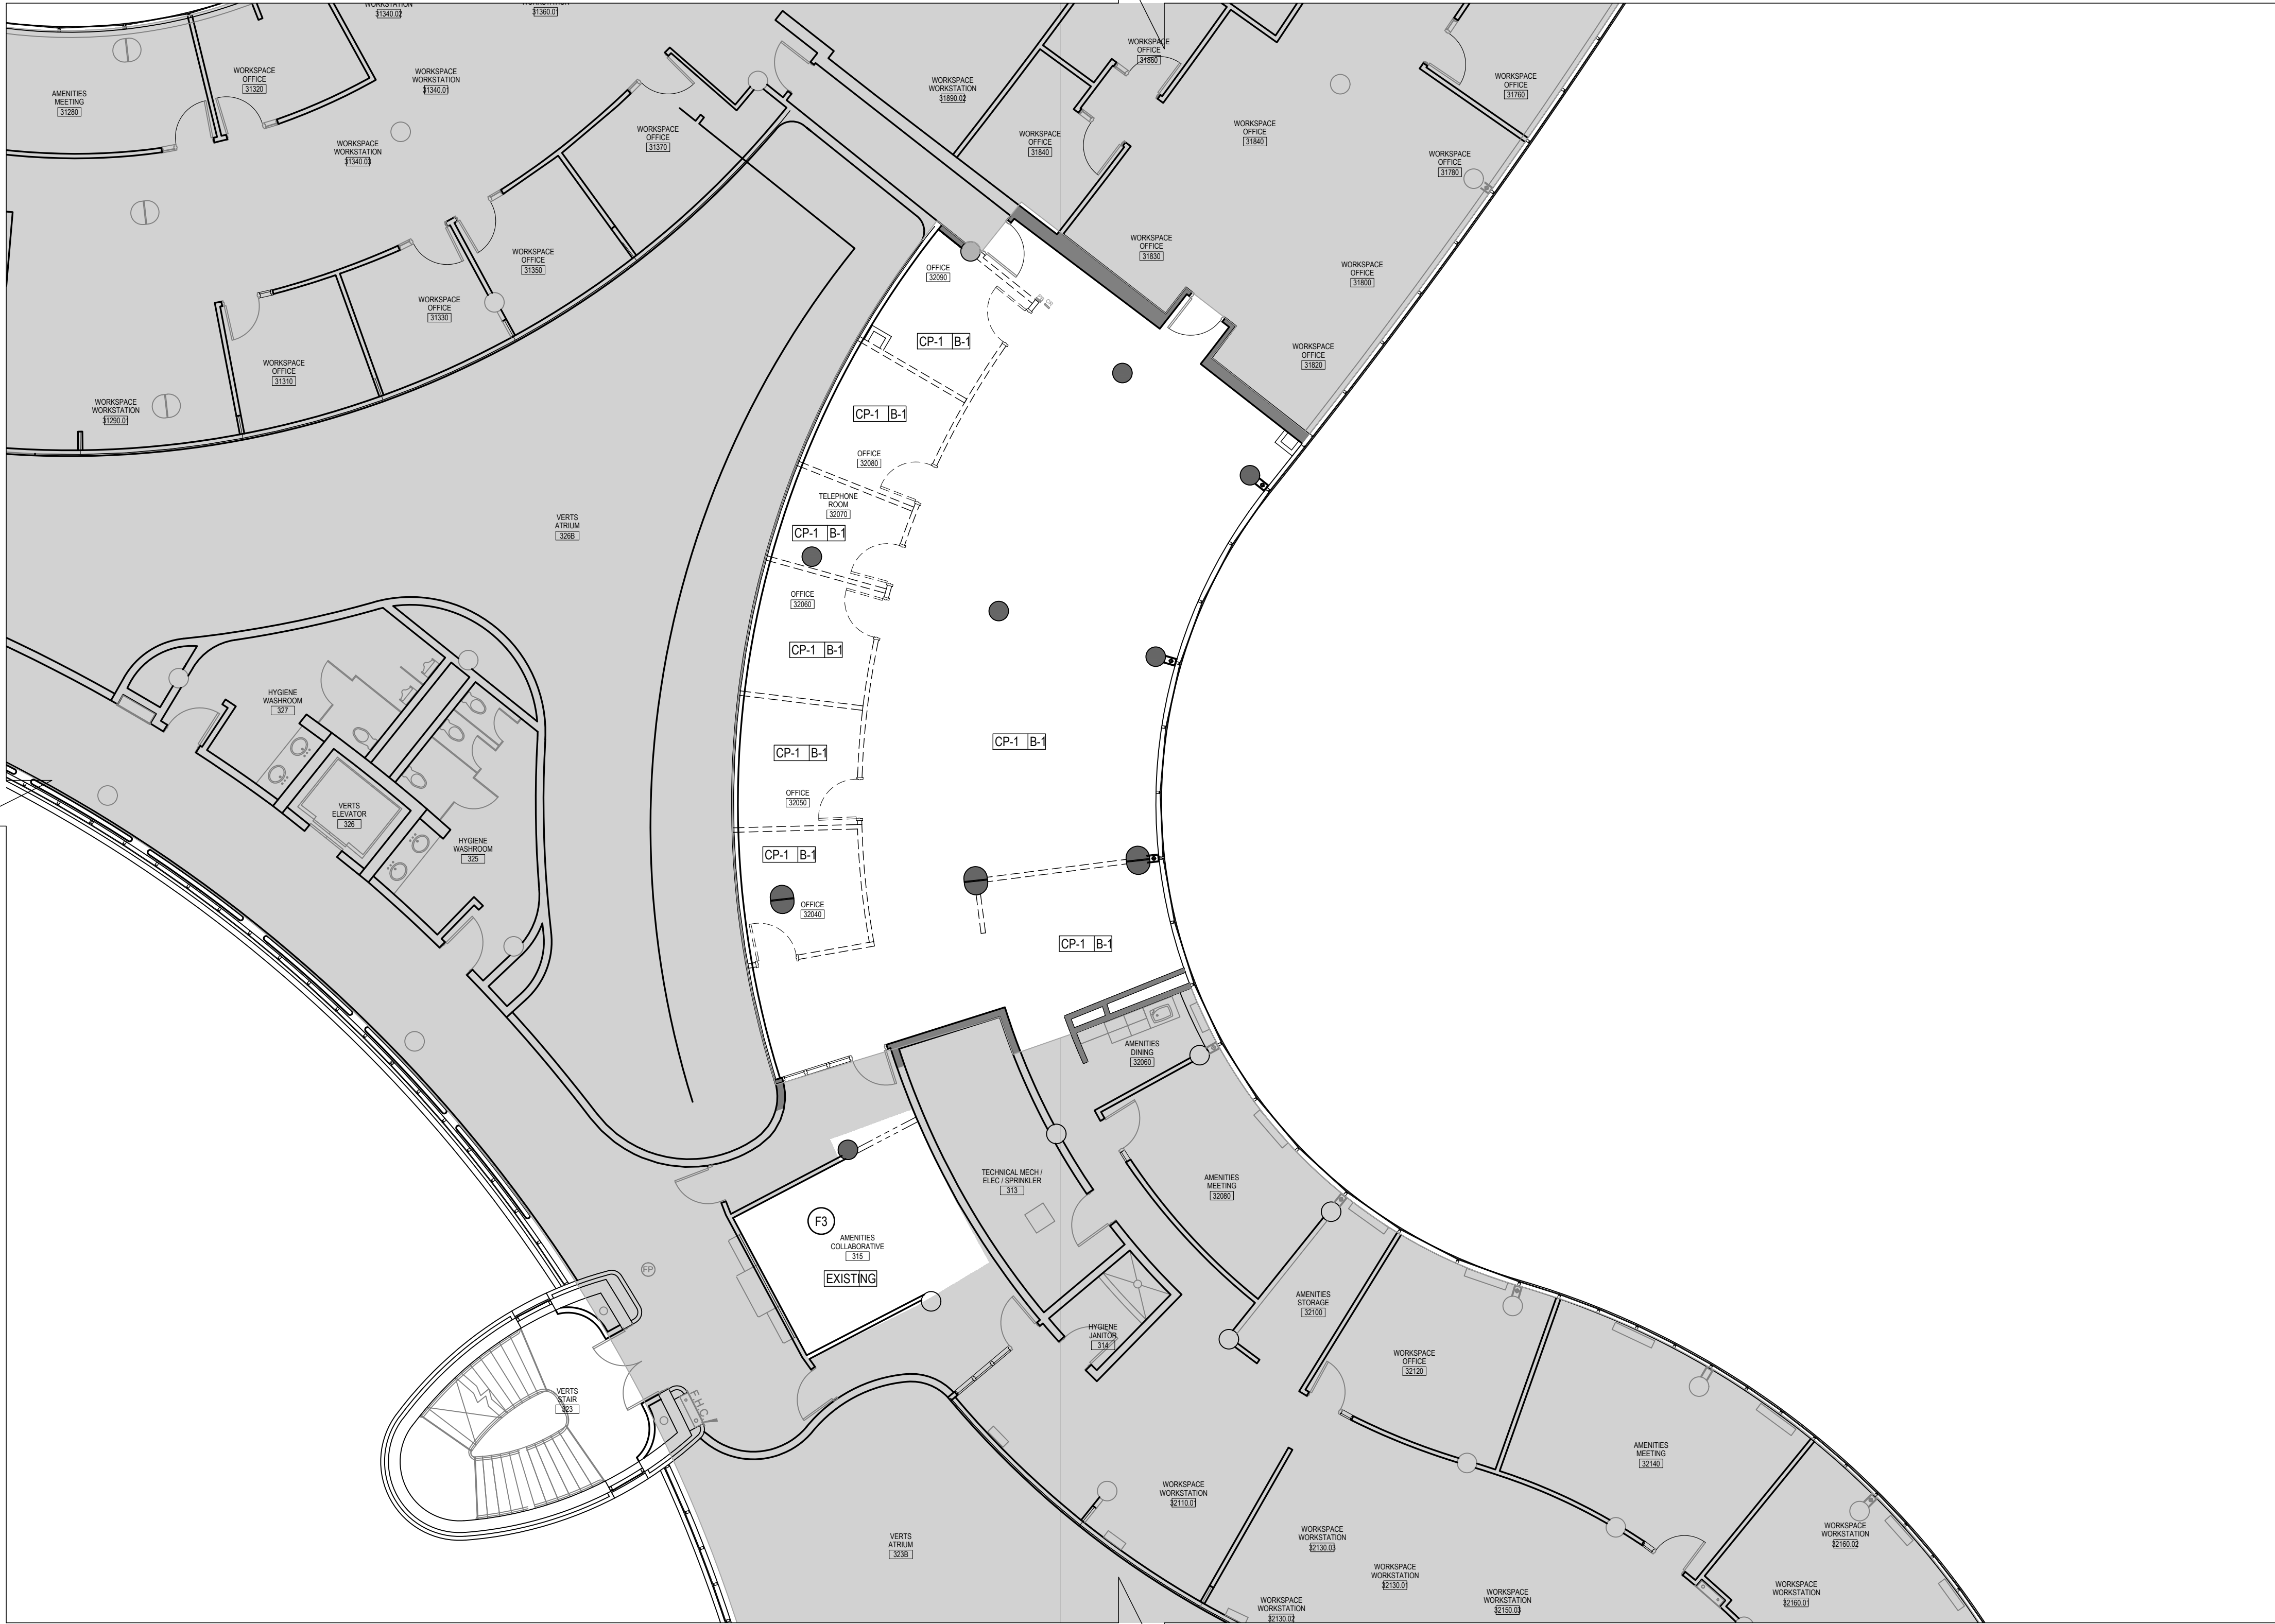 WORKSTATION
31340.02
31360.01
WORKSPACE
OFFICE
31860
AMENITIES
MEETING
31280
WORKSPACE
OFFICE
31320
WORKSPACE
WORKSTATION
31340.01
WORKSPACE
WORKSTATION
31890.02
WORKSPACE
OFFICE
31760
WORKSPACE
WORKSTATION
31340.03
WORKSPACE
OFFICE
31370
WORKSPACE
OFFICE
31840
WORKSPACE
OFFICE
31840
WORKSPACE
OFFICE
31780
WORKSPACE
OFFICE
31350
WORKSPACE
OFFICE
31830
WORKSPACE
OFFICE
31800
OFFICE
32090
WORKSPACE
OFFICE
31330
CP-1 B-1
WORKSPACE
OFFICE
31310
WORKSPACE
OFFICE
31820
WORKSPACE
WORKSTATION
31290.01
CP-1 B-1
OFFICE
32080
TELEPHONE
ROOM
32070
VERTS
ATRIUM
326B
CP-1 B-1
OFFICE
32060
CP-1 B-1
HYGIENE
WASHROOM
327
CP-1 B-1
CP-1 B-1
OFFICE
32050
VERTS
ELEVATOR
326
HYGIENE
WASHROOM
325
CP-1 B-1
OFFICE
32040
CP-1 B-1
AMENITIES
DINING
32060
TECHNICAL MECH /
ELEC / SPRINKLER
313
AMENITIES
MEETING
32080
F3
AMENITIES
COLLABORATIVE
315
EXISTING
FP
AMENITIES
STORAGE
32100
HYGIENE
JANITOR
314
WORKSPACE
OFFICE
32120
VERTS
STAIR
323
F.H.C.
AMENITIES
MEETING
32140
WORKSPACE
WORKSTATION
32110.01
VERTS
ATRIUM
323B
WORKSPACE
WORKSTATION
32130.03
WORKSPACE
WORKSTATION
32160.02
WORKSPACE
WORKSTATION
32130.01
WORKSPACE
WORKSTATION
32160.01
WORKSPACE
WORKSTATION
32150.03
WORKSPACE
WORKSTATION
32130.02